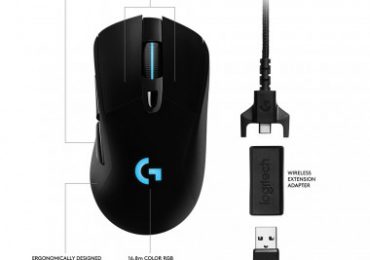 WIRELESS
EXTENSION
ADAPTER
logitech
ERGONOMICALLY DESIGNED
16.8m COLOR RGB